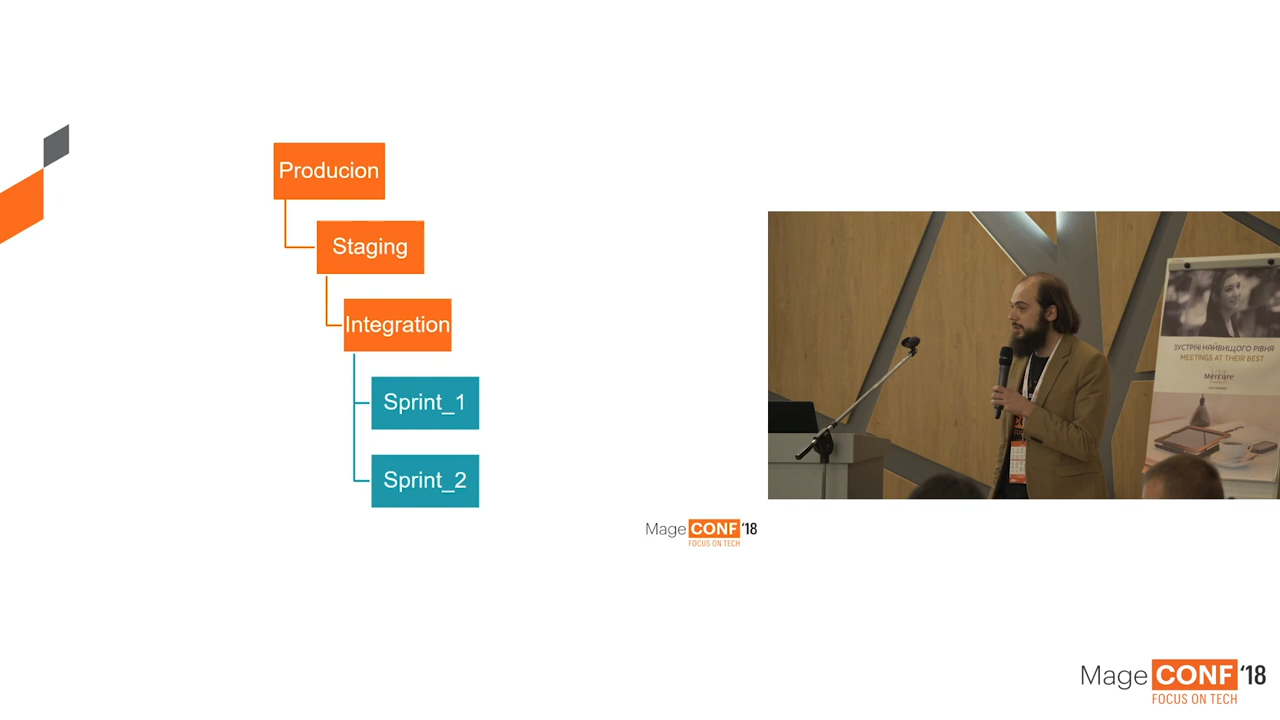 Producion
Staging
Integration
Sprint_1
Sprint_2
ЗУСТРІЧІ НАЙВИЩОГО РІВНЯ
MEETINGS AT THEIR BEST
Mercure
Mage CONF '18
FOCUS ON TECH
Mage CONF '18
FOCUS ON TECH